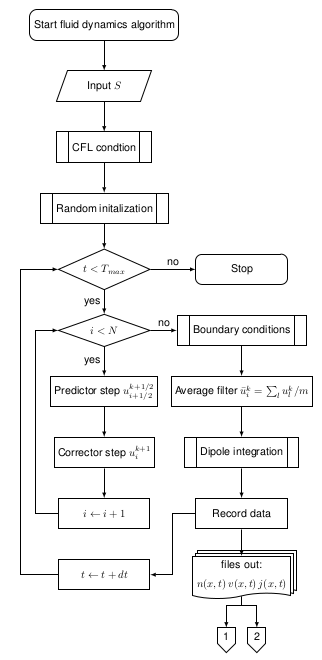 Start fluid dynamics algorithm
Input $S$
CFL condtion
Random initalization
$t < T_{max}$
no
Stop
yes
$i < N$
no
Boundary conditions
yes
Predictor step $u_{i+1/2}^{k+1/2}$
Average filter $\bar{u}_i^k = \sum_l u_l^k/m$
Corrector step $u_i^{k+1}$
Dipole integration
$i \leftarrow i+1$
Record data
$t \leftarrow t+dt$
files out:
$n(x,t)\, v(x,t)\, j(x,t)$
1
2